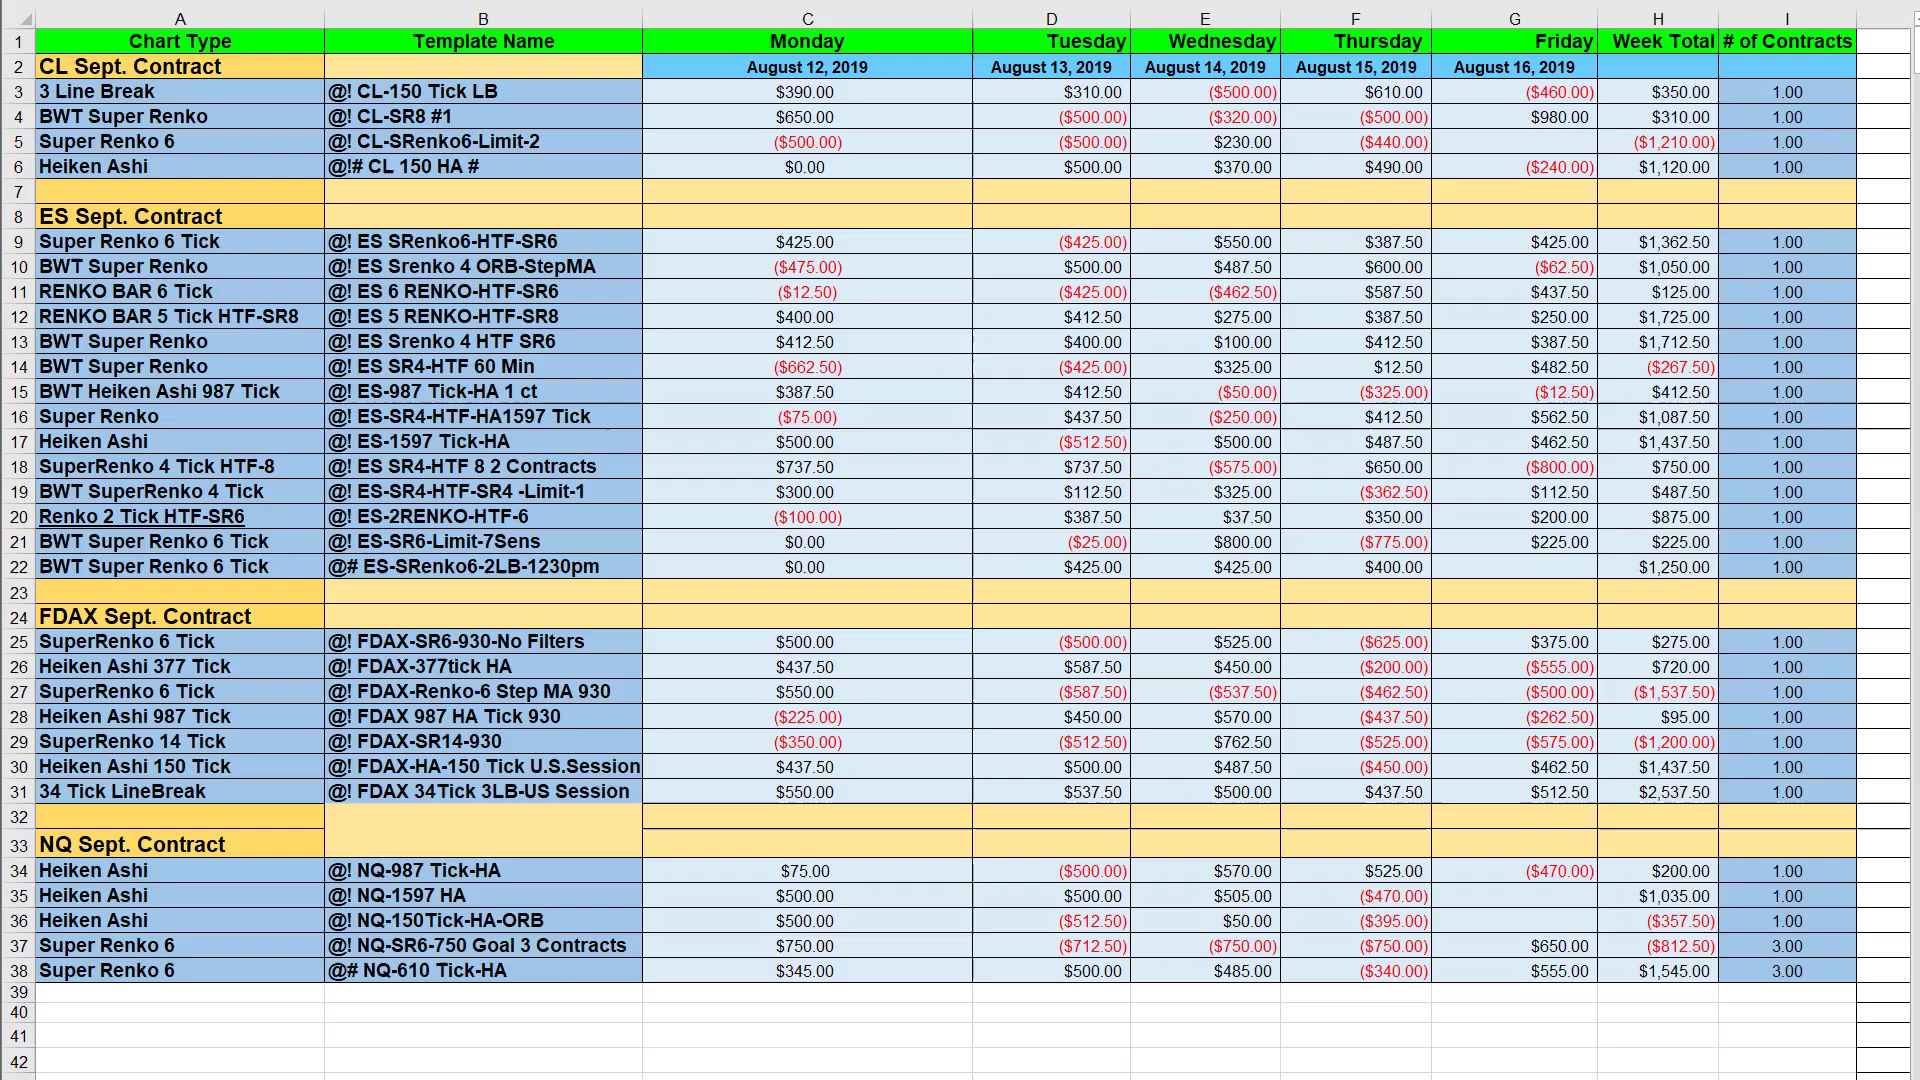 A B C D E F G H I
1 Chart Type Template Name Monday Tuesday Wednesday Thursday Friday Week Total # of Contracts
2 CL Sept. Contract August 12, 2019 August 13, 2019 August 14, 2019 August 15, 2019 August 16, 2019
3 3 Line Break @! CL-150 Tick LB $390.00 $310.00 ($500.00) $610.00 ($460.00) $350.00 1.00
4 BWT Super Renko @! CL-SR8 #1 $650.00 ($500.00) ($320.00) ($500.00) $980.00 $310.00 1.00
5 Super Renko 6 @! CL-SRenko6-Limit-2 ($500.00) ($500.00) $230.00 ($440.00) ($1,210.00) 1.00
6 Heiken Ashi @!# CL 150 HA # $0.00 $500.00 $370.00 $490.00 ($240.00) $1,120.00 1.00
7
8 ES Sept. Contract
9 Super Renko 6 Tick @! ES SRenko6-HTF-SR6 $425.00 ($425.00) $550.00 $387.50 $425.00 $1,362.50 1.00
10 BWT Super Renko @! ES Srenko 4 ORB-StepMA ($475.00) $500.00 $487.50 $600.00 ($62.50) $1,050.00 1.00
11 RENKO BAR 6 Tick @! ES 6 RENKO-HTF-SR6 ($12.50) ($425.00) ($462.50) $587.50 $437.50 $125.00 1.00
12 RENKO BAR 5 Tick HTF-SR8 @! ES 5 RENKO-HTF-SR8 $400.00 $412.50 $275.00 $387.50 $250.00 $1,725.00 1.00
13 BWT Super Renko @! ES Srenko 4 HTF SR6 $412.50 $400.00 $100.00 $412.50 $387.50 $1,712.50 1.00
14 BWT Super Renko @! ES SR4-HTF 60 Min ($662.50) ($425.00) $325.00 $12.50 $482.50 ($267.50) 1.00
15 BWT Heiken Ashi 987 Tick @! ES-987 Tick-HA 1 ct $387.50 $412.50 ($50.00) ($325.00) ($12.50) $412.50 1.00
16 Super Renko @! ES-SR4-HTF-HA1597 Tick ($75.00) $437.50 ($250.00) $412.50 $562.50 $1,087.50 1.00
17 Heiken Ashi @! ES-1597 Tick-HA $500.00 ($512.50) $500.00 $487.50 $462.50 $1,437.50 1.00
18 SuperRenko 4 Tick HTF-8 @! ES SR4-HTF 8 2 Contracts $737.50 $737.50 ($575.00) $650.00 ($800.00) $750.00 1.00
19 BWT SuperRenko 4 Tick @! ES-SR4-HTF-SR4 -Limit-1 $300.00 $112.50 $325.00 ($362.50) $112.50 $487.50 1.00
20 Renko 2 Tick HTF-SR6 @! ES-2RENKO-HTF-6 ($100.00) $387.50 $37.50 $350.00 $200.00 $875.00 1.00
21 BWT Super Renko 6 Tick @! ES-SR6-Limit-7Sens $0.00 ($25.00) $800.00 ($775.00) $225.00 $225.00 1.00
22 BWT Super Renko 6 Tick @# ES-SRenko6-2LB-1230pm $0.00 $425.00 $425.00 $400.00 $1,250.00 1.00
23
24 FDAX Sept. Contract
25 SuperRenko 6 Tick @! FDAX-SR6-930-No Filters $500.00 ($500.00) $525.00 ($625.00) $375.00 $275.00 1.00
26 Heiken Ashi 377 Tick @! FDAX-377tick HA $437.50 $587.50 $450.00 ($200.00) ($555.00) $720.00 1.00
27 SuperRenko 6 Tick @! FDAX-Renko-6 Step MA 930 $550.00 ($587.50) ($537.50) ($462.50) ($500.00) ($1,537.50) 1.00
28 Heiken Ashi 987 Tick @! FDAX 987 HA Tick 930 ($225.00) $450.00 $570.00 ($437.50) ($262.50) $95.00 1.00
29 SuperRenko 14 Tick @! FDAX-SR14-930 ($350.00) ($512.50) $762.50 ($525.00) ($575.00) ($1,200.00) 1.00
30 Heiken Ashi 150 Tick @! FDAX-HA-150 Tick U.S.Session $437.50 $500.00 $487.50 ($450.00) $462.50 $1,437.50 1.00
31 34 Tick LineBreak @! FDAX 34Tick 3LB-US Session $550.00 $537.50 $500.00 $437.50 $512.50 $2,537.50 1.00
32
33 NQ Sept. Contract
34 Heiken Ashi @! NQ-987 Tick-HA $75.00 ($500.00) $570.00 $525.00 ($470.00) $200.00 1.00
35 Heiken Ashi @! NQ-1597 HA $500.00 $500.00 $505.00 ($470.00) $1,035.00 1.00
36 Heiken Ashi @! NQ-150Tick-HA-ORB $500.00 ($512.50) $50.00 ($395.00) ($357.50) 1.00
37 Super Renko 6 @! NQ-SR6-750 Goal 3 Contracts $750.00 ($712.50) ($750.00) ($750.00) $650.00 ($812.50) 3.00
38 Super Renko 6 @# NQ-610 Tick-HA $345.00 $500.00 $485.00 ($340.00) $555.00 $1,545.00 3.00
39
40
41
42